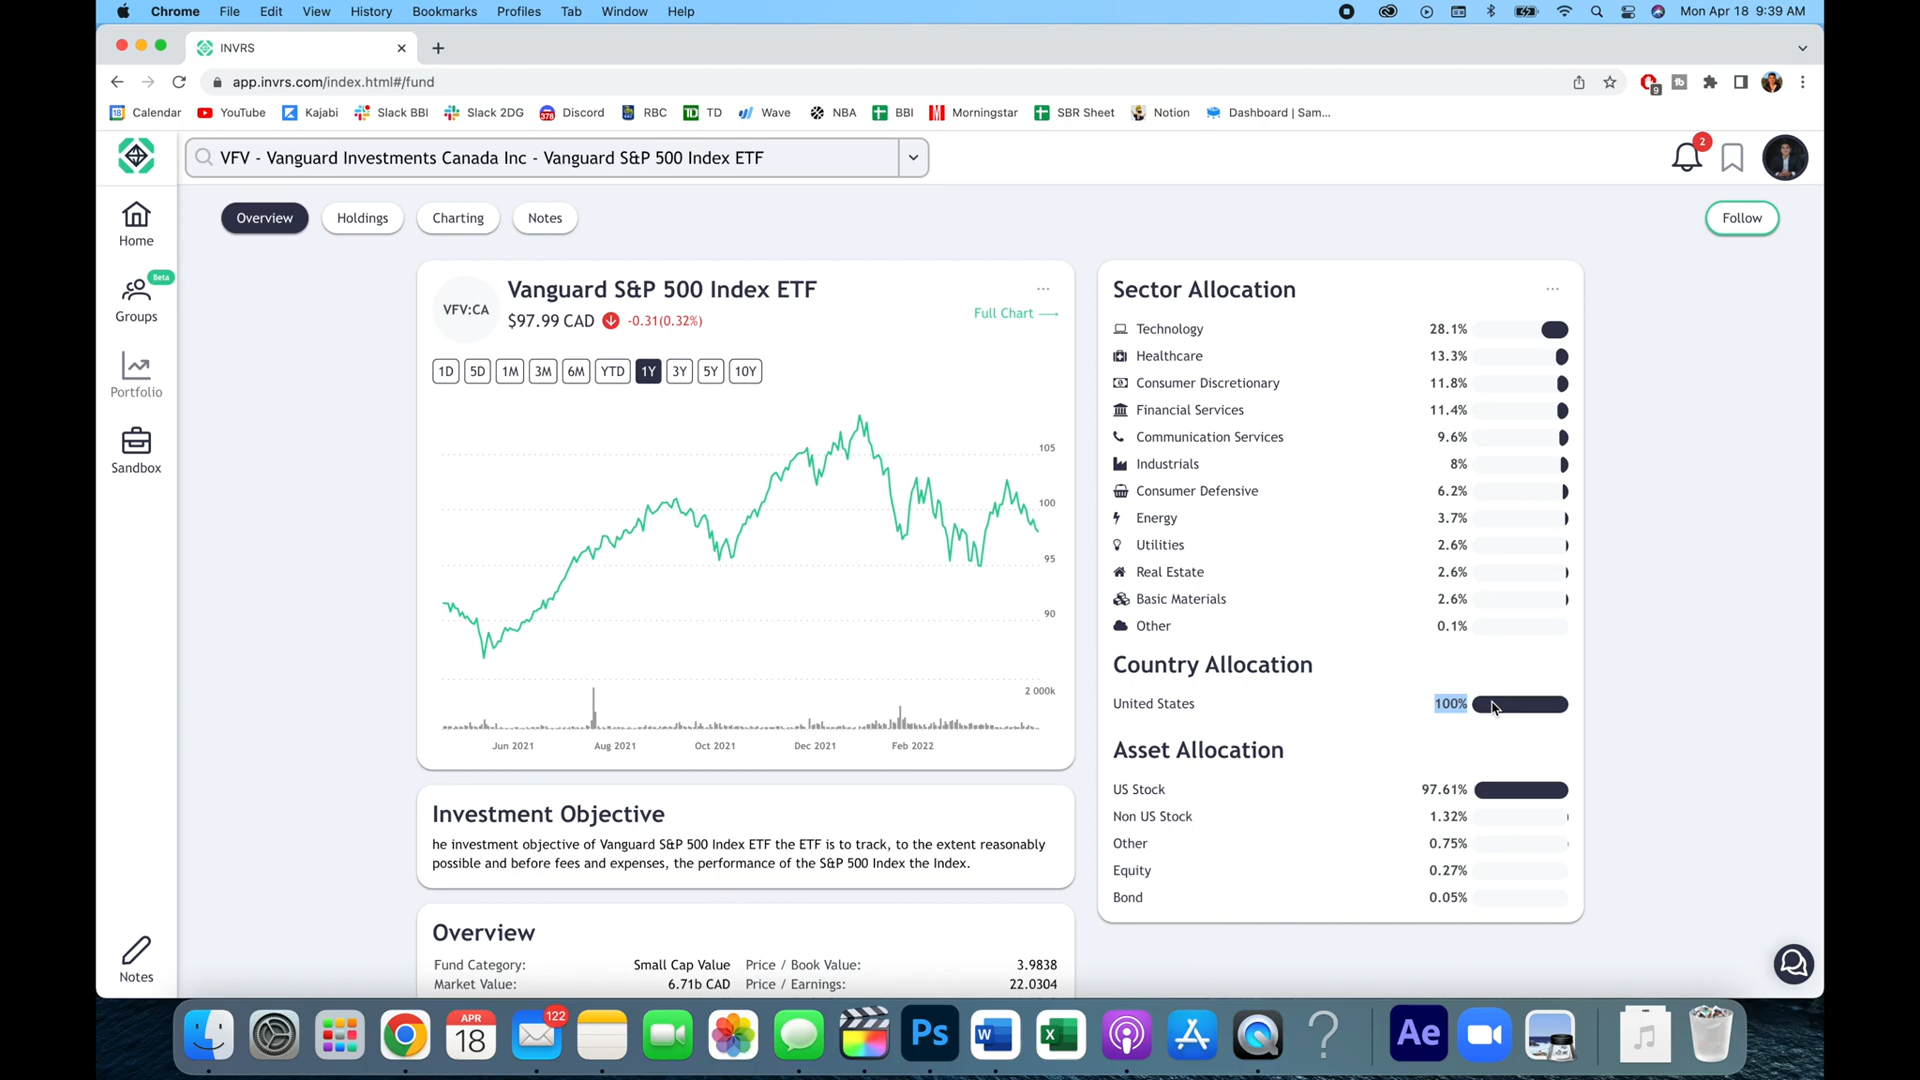 Chrome File Edit View History Bookmarks Profiles Tab Window Help Mon Apr 18 9:39 AM
INVRS
app.invrs.com/index.html#/fund
9
Calendar YouTube Kajabi Slack BBI Slack 2DG Discord RBC TD Wave NBA BBI Morningstar SBR Sheet Notion Dashboard | Sam...
VFV - Vanguard Investments Canada Inc - Vanguard S&P 500 Index ETF
2
Home
Beta
Groups
Portfolio
Sandbox
Notes
Overview Holdings Charting Notes Follow
VFV:CA
Vanguard S&P 500 Index ETF
$97.99 CAD -0.31(0.32%)
Full Chart
1D 5D 1M 3M 6M YTD 1Y 3Y 5Y 10Y
105
100
95
90
2 000k
Jun 2021 Aug 2021 Oct 2021 Dec 2021 Feb 2022
Investment Objective
he investment objective of Vanguard S&P 500 Index ETF the ETF is to track, to the extent reasonably
possible and before fees and expenses, the performance of the S&P 500 Index the Index.
Overview
Fund Category: Small Cap Value Price / Book Value: 3.9838
Market Value: 6.71b CAD Price / Earnings: 22.0304
Sector Allocation
Technology 28.1%
Healthcare 13.3%
Consumer Discretionary 11.8%
Financial Services 11.4%
Communication Services 9.6%
Industrials 8%
Consumer Defensive 6.2%
Energy 3.7%
Utilities 2.6%
Real Estate 2.6%
Basic Materials 2.6%
Other 0.1%
Country Allocation
United States 100%
Asset Allocation
US Stock 97.61%
Non US Stock 1.32%
Other 0.75%
Equity 0.27%
Bond 0.05%
APR
18
122
Ps
W
X
Ae